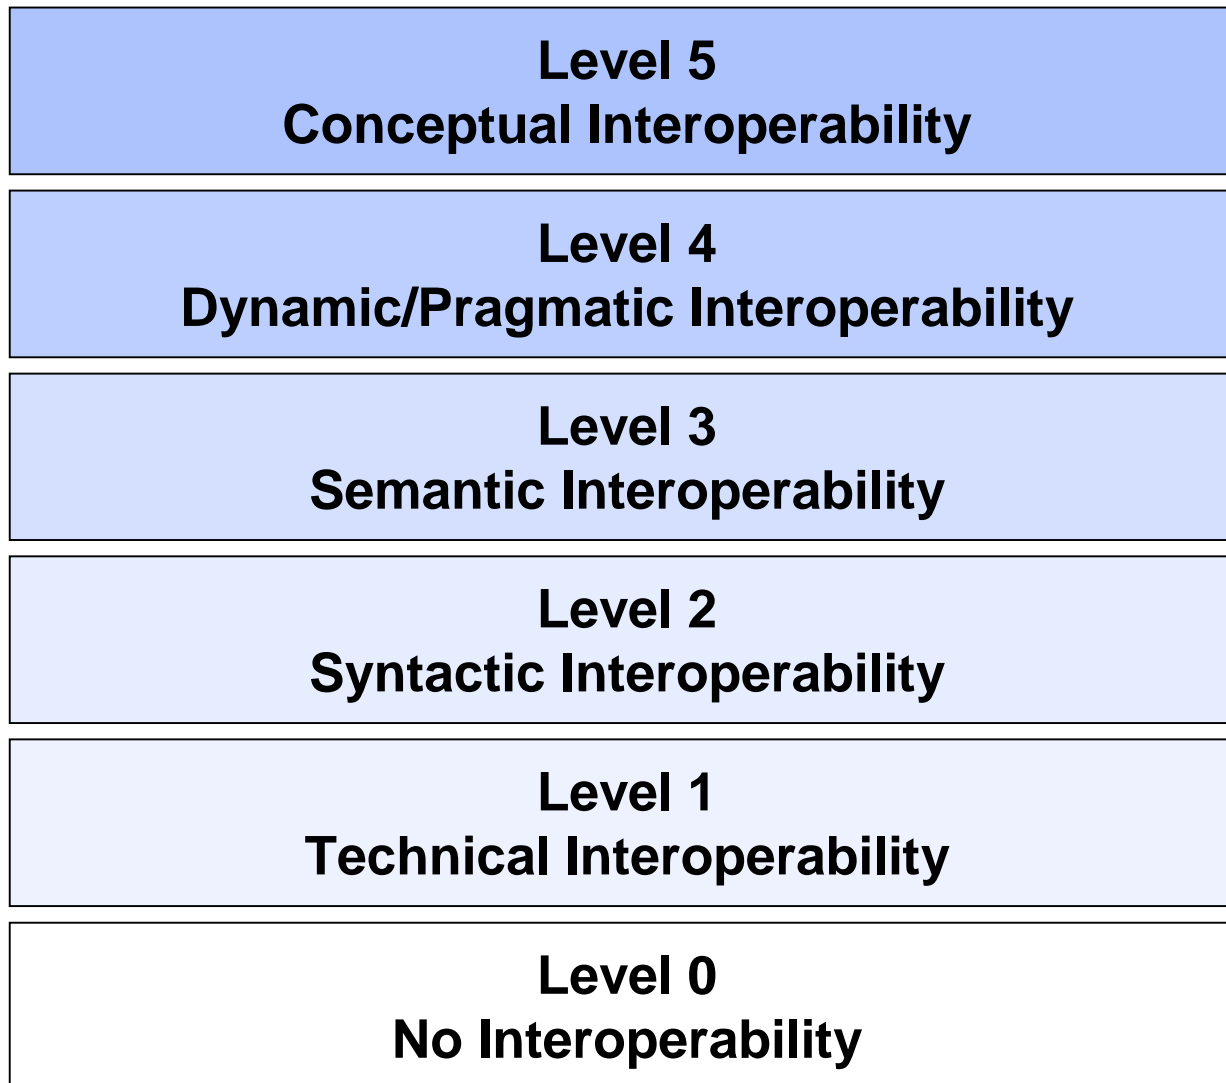 Level 5
Conceptual Interoperability
Level 4
Dynamic/Pragmatic Interoperability
Level 3
Semantic Interoperability
Level 2
Syntactic Interoperability
Level 1
Technical Interoperability
Level 0
No Interoperability